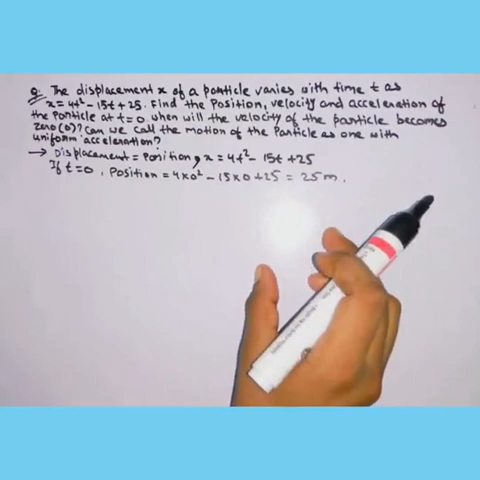 Q. The displacement x of a particle varies with time t as
x = 4t² - 15t + 25. Find the Position, velocity and acceleration of
the Particle at t=0 when will the velocity of the particle becomes
zero (0)? Can we call the motion of the Particle as one with
uniform acceleration?
→ Displacement = Position, x = 4t² - 15t + 25
If t = 0, Position = 4×0² - 15×0 + 25 = 25 m.